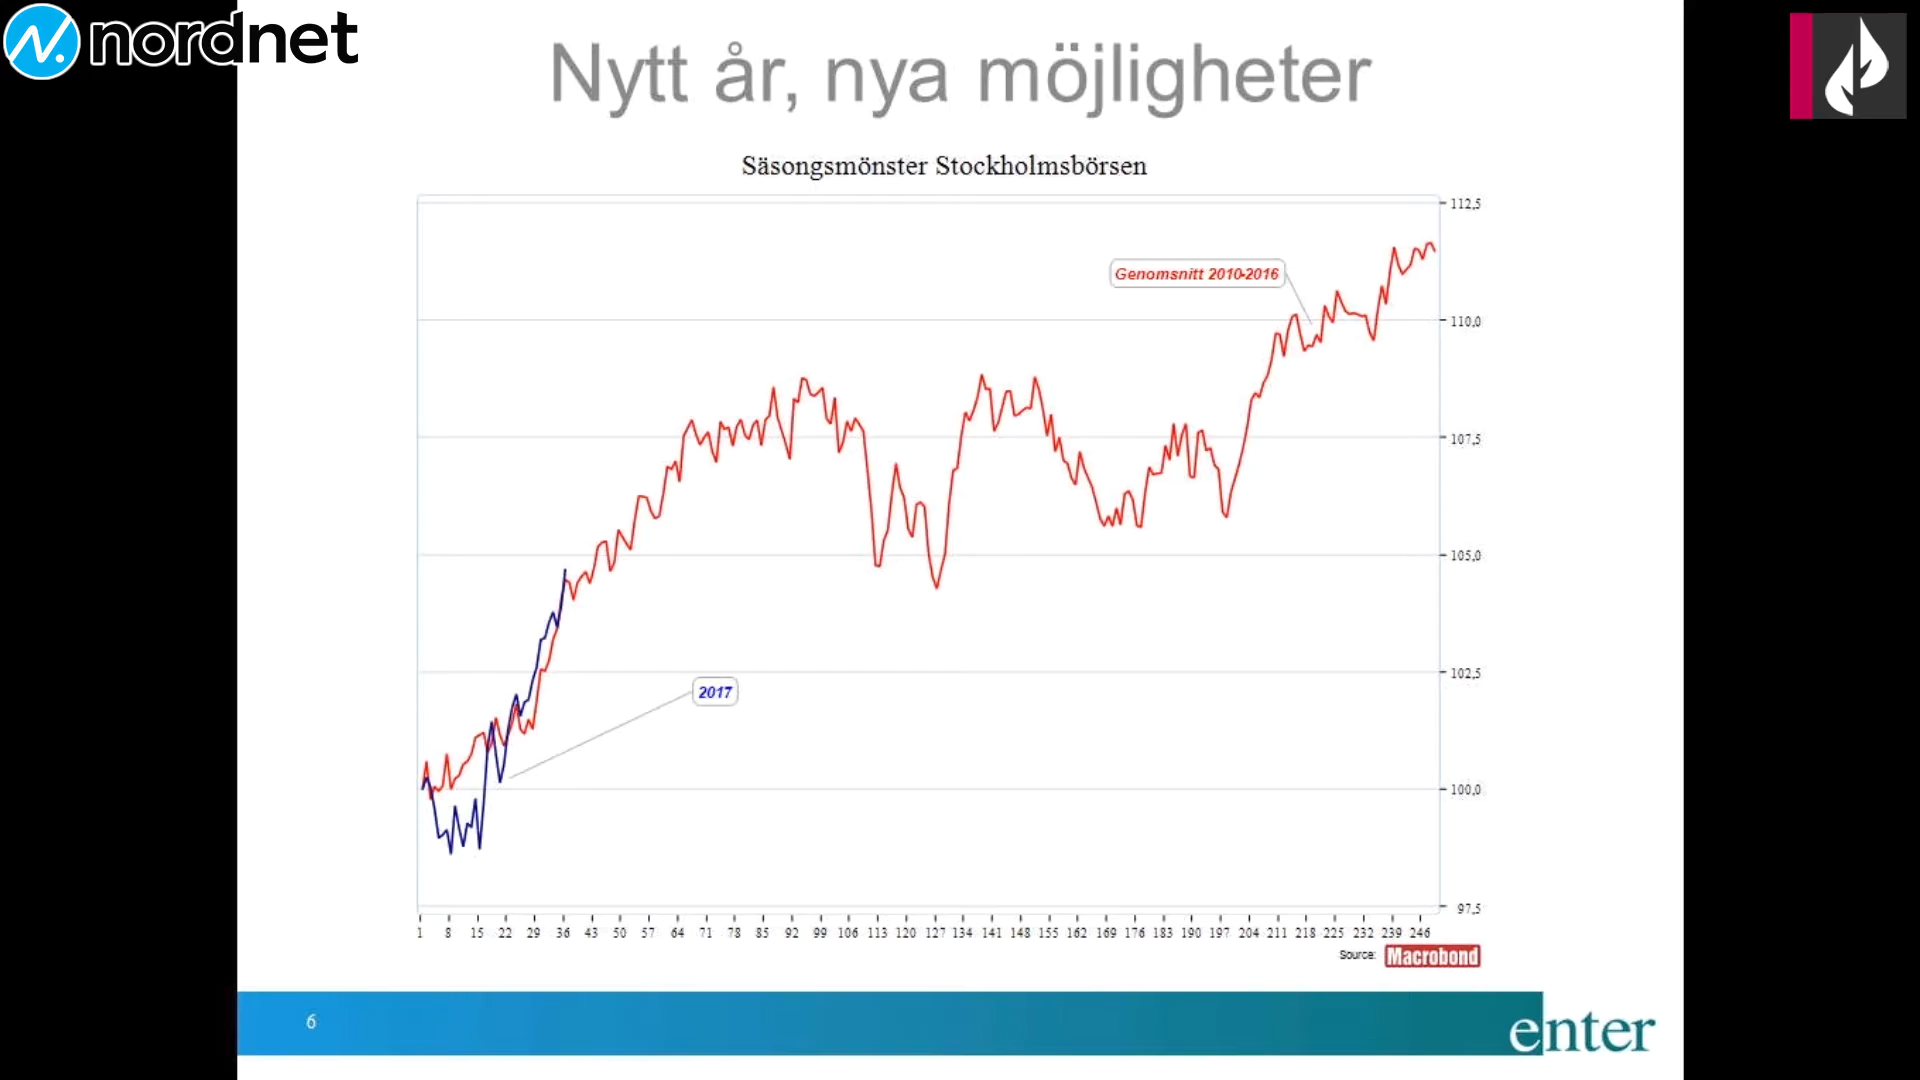 nordnet
Nytt år, nya möjligheter
Säsongsmönster Stockholmsbörsen
112,5
Genomsnitt 2010-2016
110,0
107,5
105,0
102,5
2017
100,0
97,5
1 8 15 22 29 36 43 50 57 64 71 78 85 92 99 106 113 120 127 134 141 148 155 162 169 176 183 190 197 204 211 218 225 232 239 246
Source: Macrobond
6
enter